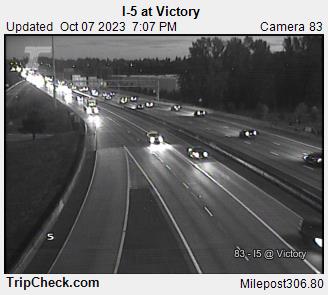 I-5 at Victory
Updated Oct 07 2023 7:07 PM Camera 83
S
83 - I5 @ Victory
TripCheck.com Milepost306.80